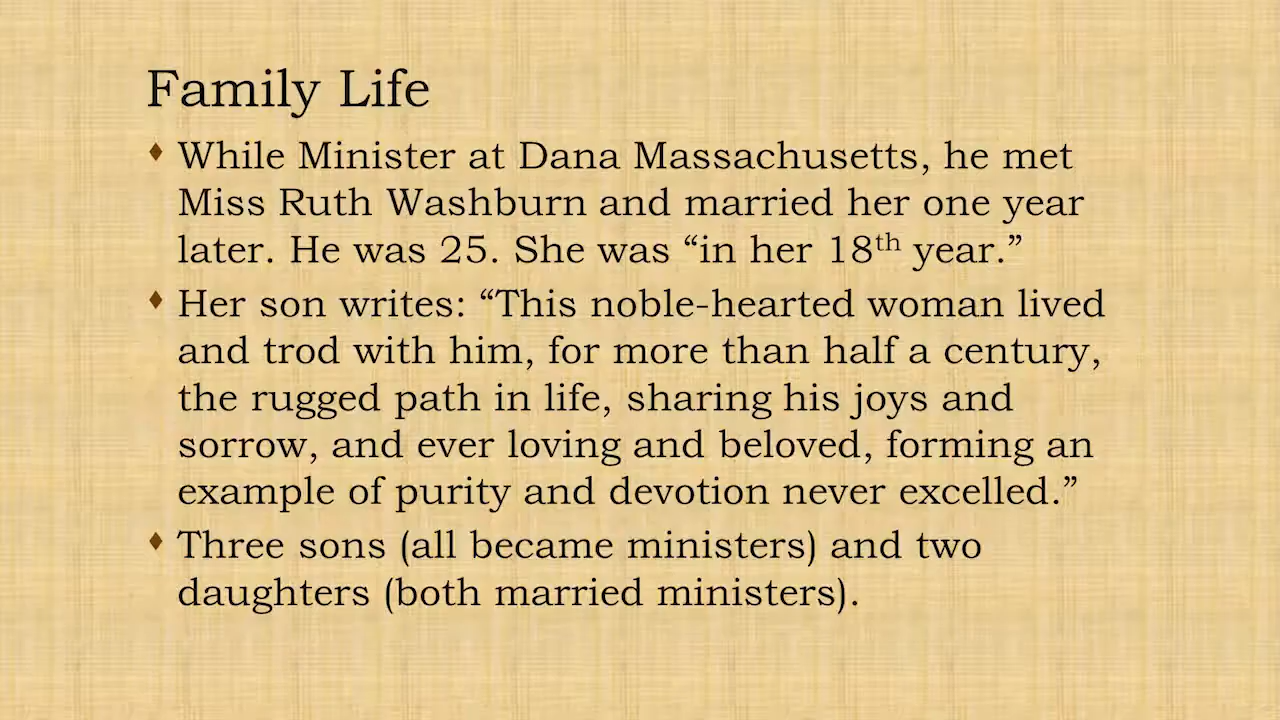 Family Life
While Minister at Dana Massachusetts, he met
Miss Ruth Washburn and married her one year
later. He was 25. She was “in her 18th year.”
Her son writes: “This noble-hearted woman lived
and trod with him, for more than half a century,
the rugged path in life, sharing his joys and
sorrow, and ever loving and beloved, forming an
example of purity and devotion never excelled.”
Three sons (all became ministers) and two
daughters (both married ministers).